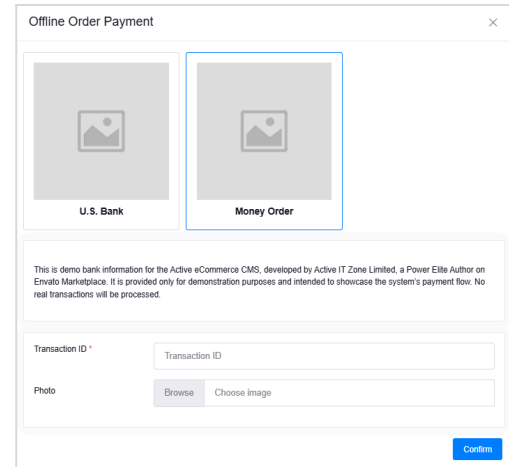 Offline Order Payment
U.S. Bank
Money Order
This is demo bank information for the Active eCommerce CMS, developed by Active IT Zone Limited, a Power Elite Author on
Envato Marketplace. It is provided only for demonstration purposes and intended to showcase the system's payment flow. No
real transactions will be processed.
Transaction ID *
Transaction ID
Photo
Browse Choose image
Confirm